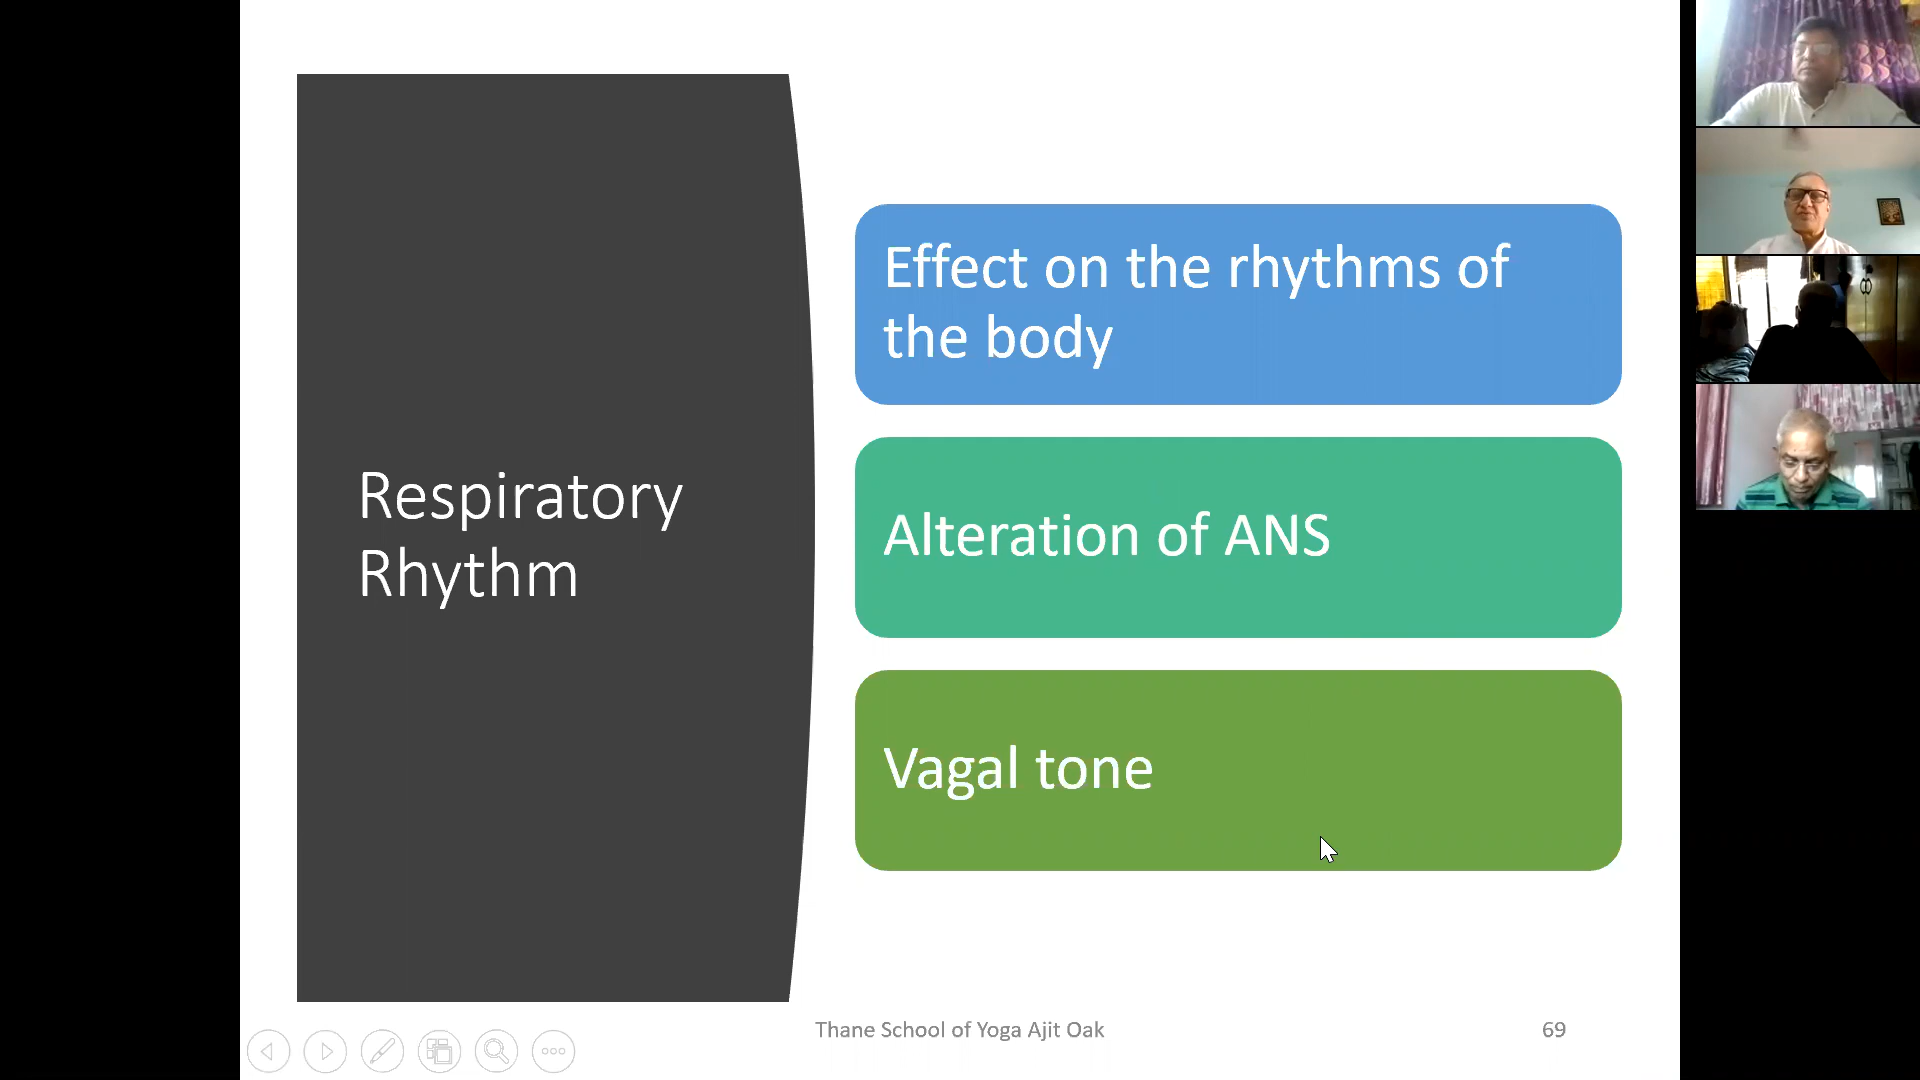 Respiratory
Rhythm
Effect on the rhythms of
the body
Alteration of ANS
Vagal tone
Thane School of Yoga Ajit Oak
69